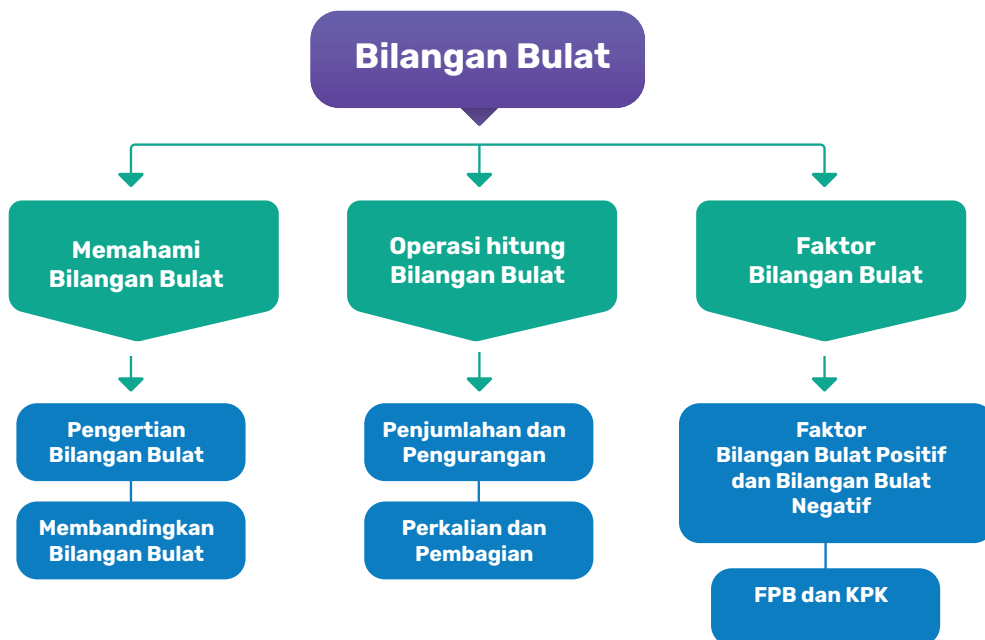 Bilangan Bulat
Memahami
Bilangan Bulat
Operasi hitung
Bilangan Bulat
Faktor
Bilangan Bulat
Pengertian
Bilangan Bulat
Membandingkan
Bilangan Bulat
Penjumlahan dan
Pengurangan
Perkalian dan
Pembagian
Faktor
Bilangan Bulat Positif
dan Bilangan Bulat
Negatif
FPB dan KPK